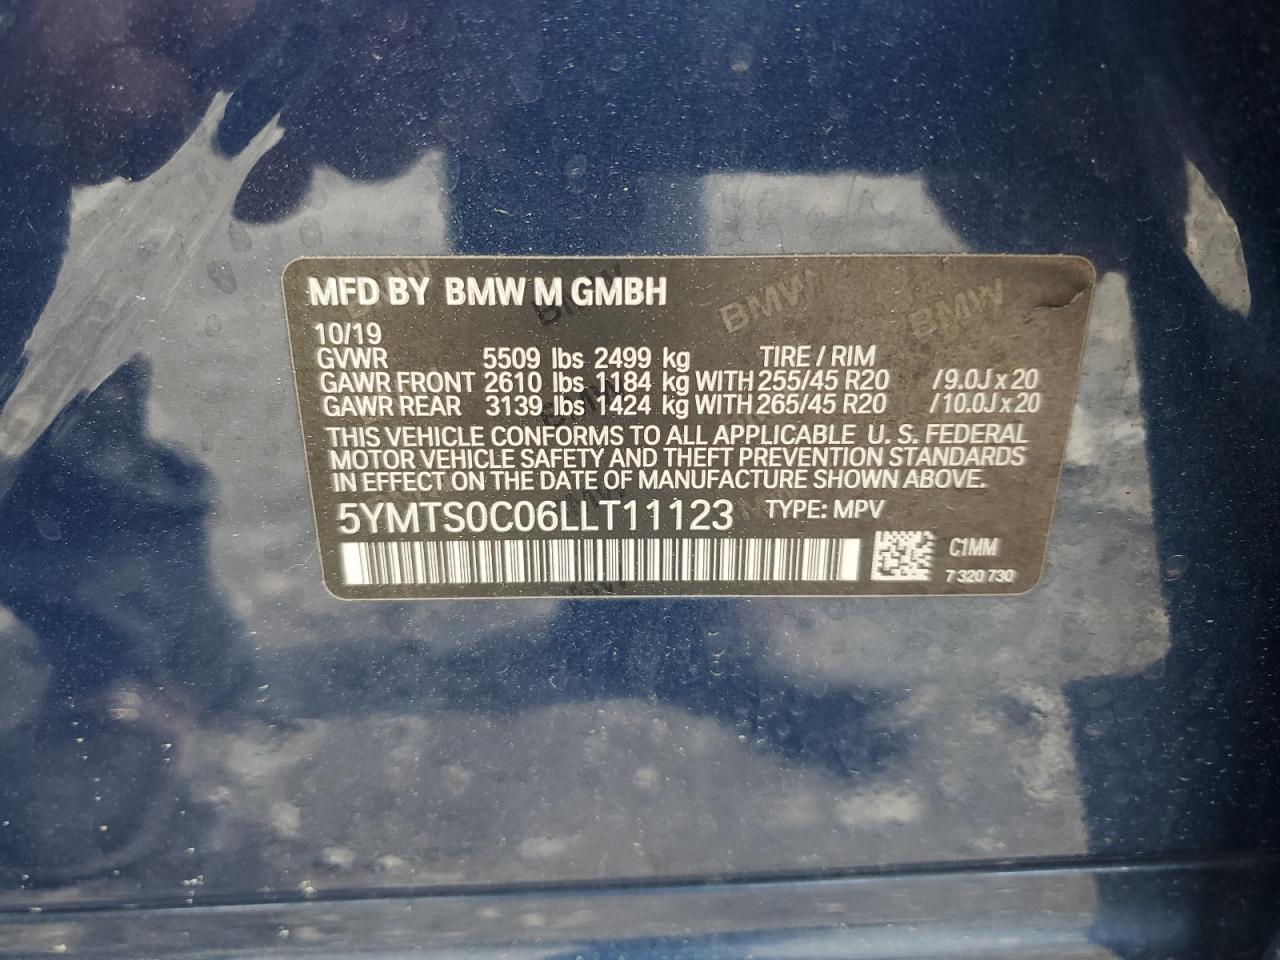 MFD BY BMW M GMBH
10/19
GVWR 5509 lbs 2499 kg TIRE / RIM
GAWR FRONT 2610 lbs 1184 kg WITH 255/45 R20 /9.0J x 20
GAWR REAR 3139 lbs 1424 kg WITH 265/45 R20 /10.0J x 20
THIS VEHICLE CONFORMS TO ALL APPLICABLE U. S. FEDERAL
MOTOR VEHICLE SAFETY AND THEFT PREVENTION STANDARDS
IN EFFECT ON THE DATE OF MANUFACTURE SHOWN ABOVE.
5YMTS0C06LLT11123 TYPE: MPV
C1MM
7 320 730